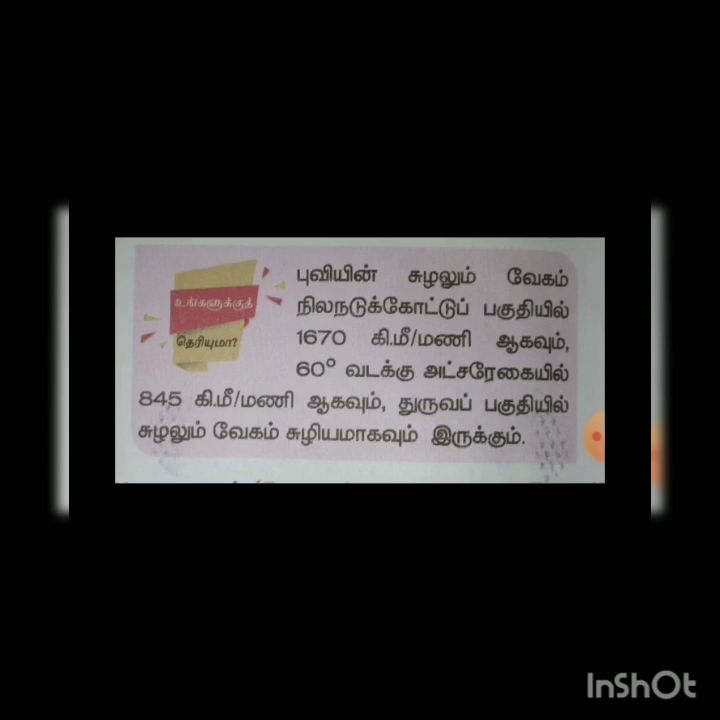 உங்களுக்குத்
தெரியுமா?
புவியின் சுழலும் வேகம்
நிலநடுக்கோட்டுப் பகுதியில்
1670 கி.மீ/மணி ஆகவும்,
60° வடக்கு அட்சரேகையில்
845 கி.மீ/மணி ஆகவும், துருவப் பகுதியில்
சுழலும் வேகம் சுழியமாகவும் இருக்கும்.
InShOt